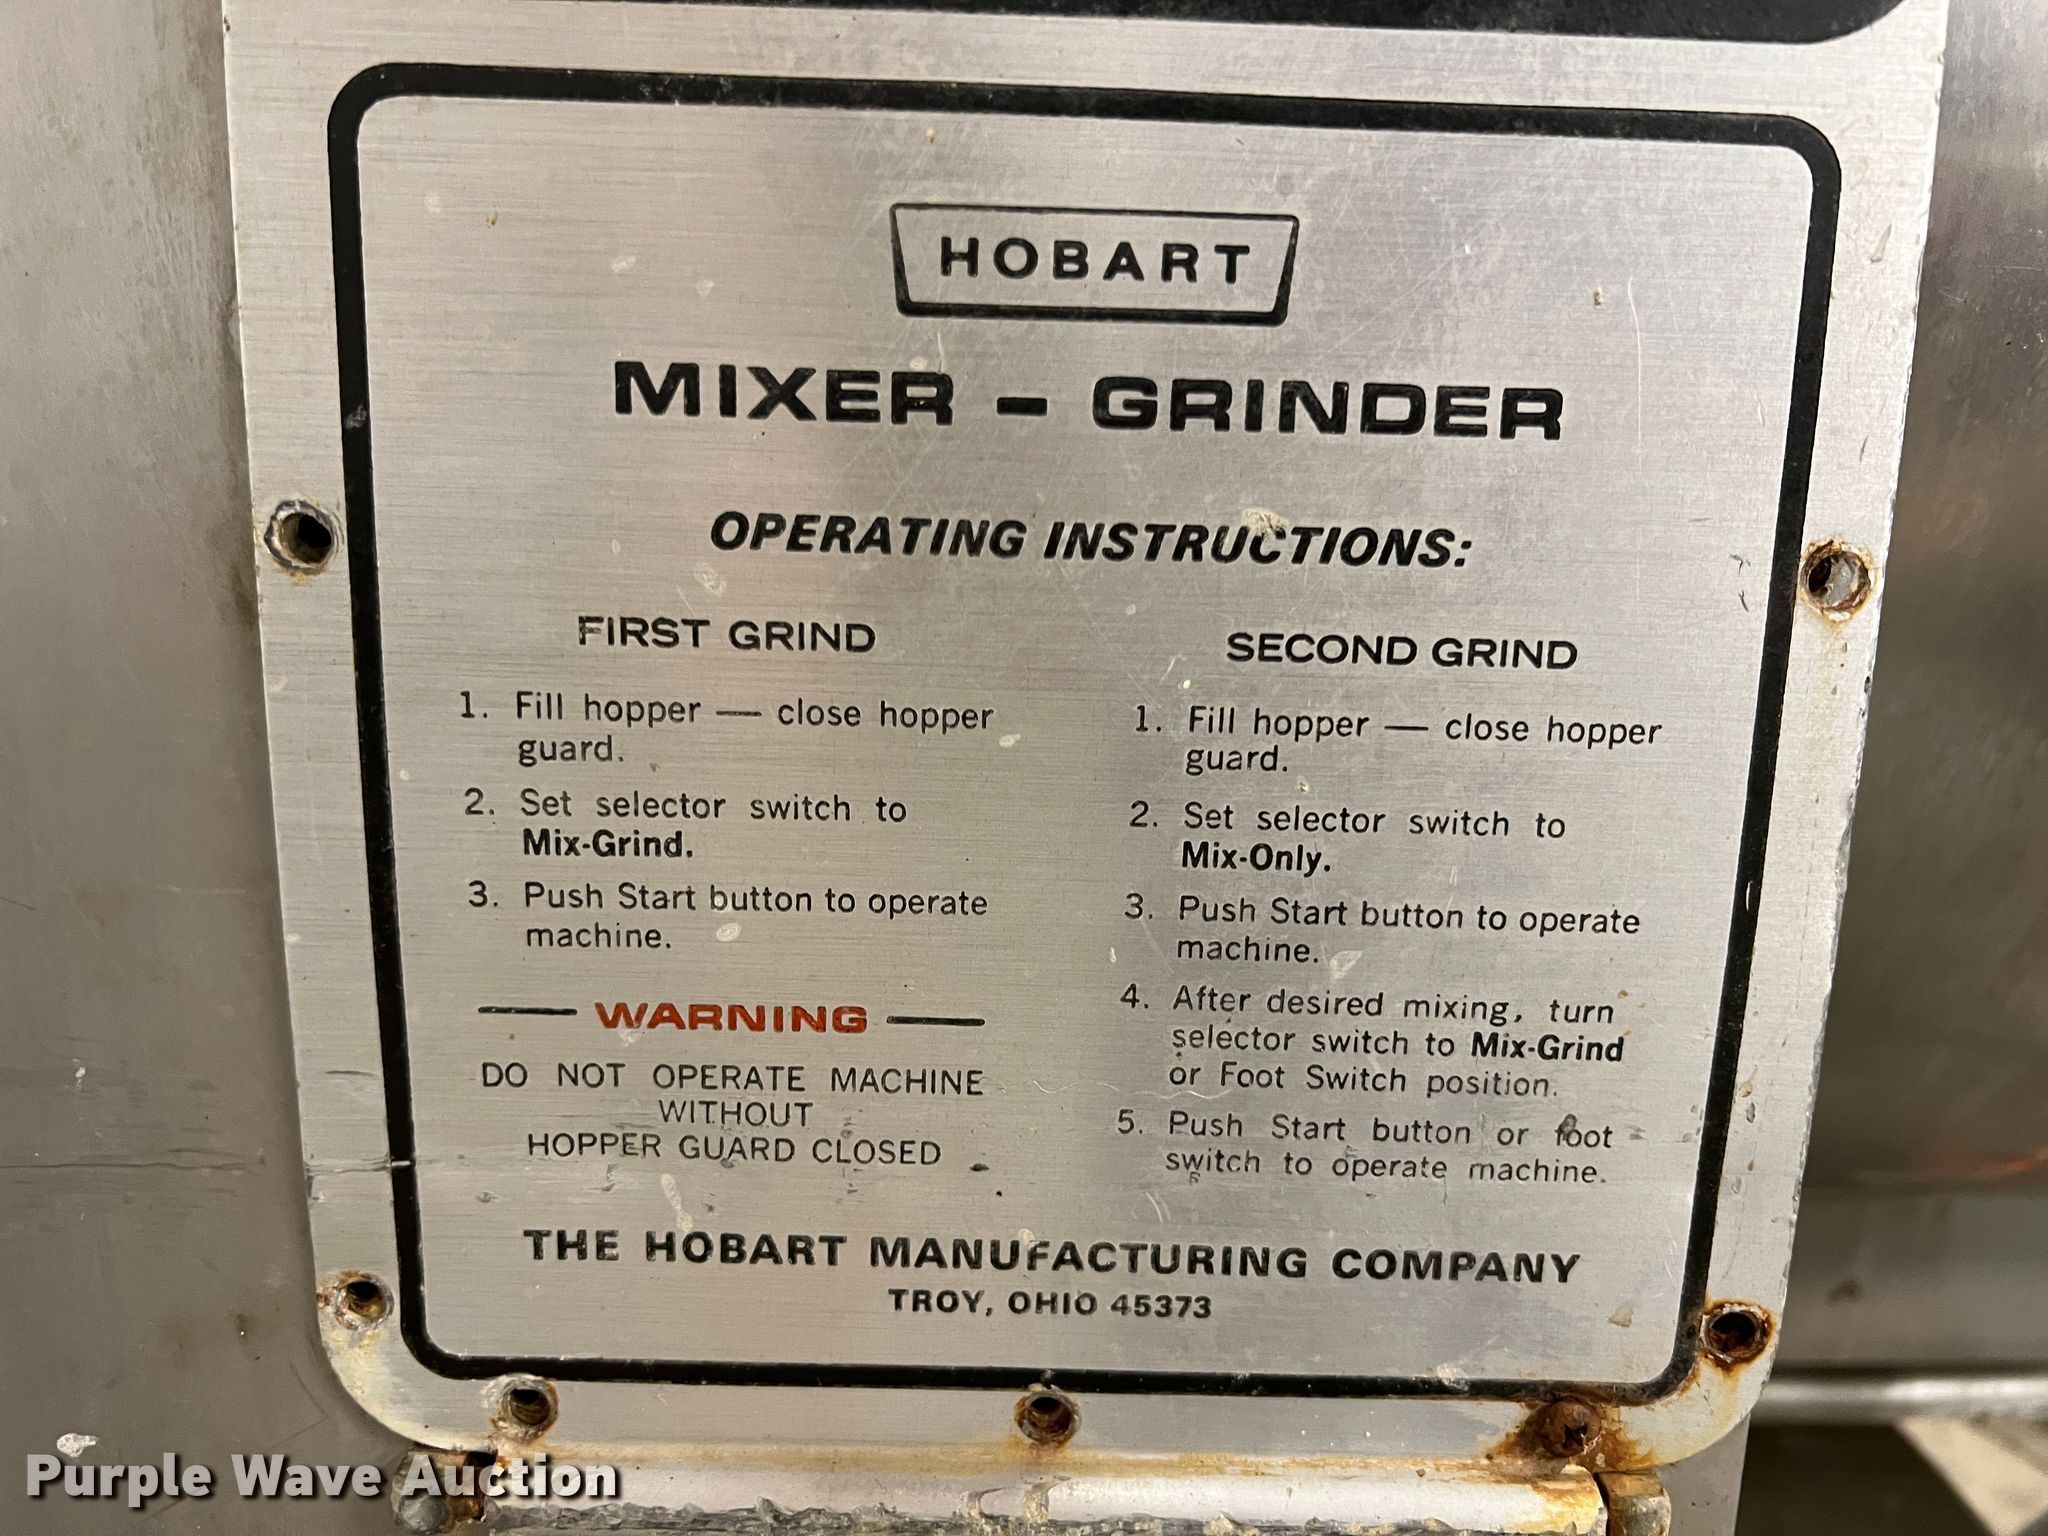 HOBART
MIXER – GRINDER
OPERATING INSTRUCTIONS:
FIRST GRIND
1. Fill hopper — close hopper
guard.
2. Set selector switch to
Mix-Grind.
3. Push Start button to operate
machine.
— WARNING —
DO NOT OPERATE MACHINE
WITHOUT
HOPPER GUARD CLOSED
SECOND GRIND
1. Fill hopper — close hopper
guard.
2. Set selector switch to
Mix-Only.
3. Push Start button to operate
machine.
4. After desired mixing, turn
selector switch to Mix-Grind
or Foot Switch position.
5. Push Start button or foot
switch to operate machine.
THE HOBART MANUFACTURING COMPANY
TROY, OHIO 45373
Purple Wave Auction